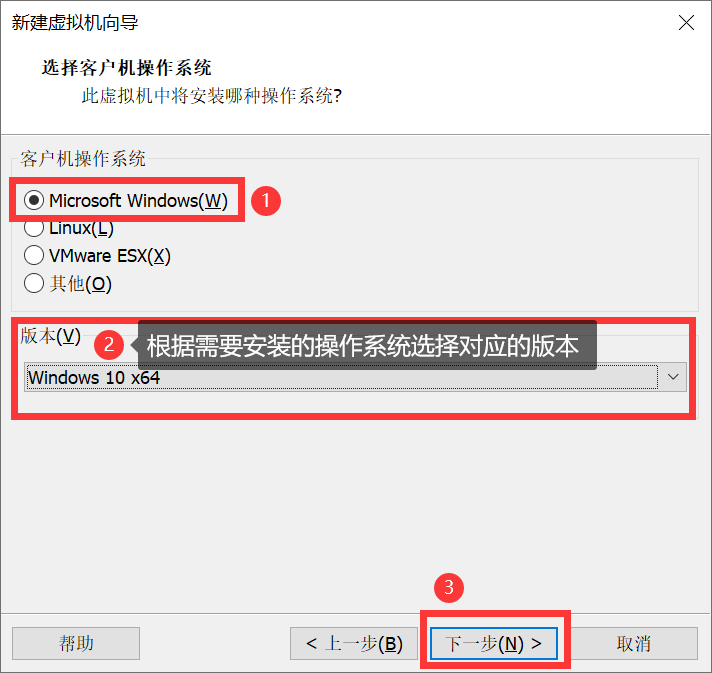 新建虚拟机向导
选择客户机操作系统
此虚拟机中将安装哪种操作系统?
客户机操作系统
Microsoft Windows(W)
1
Linux(L)
VMware ESX(X)
其他(O)
版本(V)
2
根据需要安装的操作系统选择对应的版本
Windows 10 x64
3
帮助
< 上一步(B)
下一步(N) >
取消